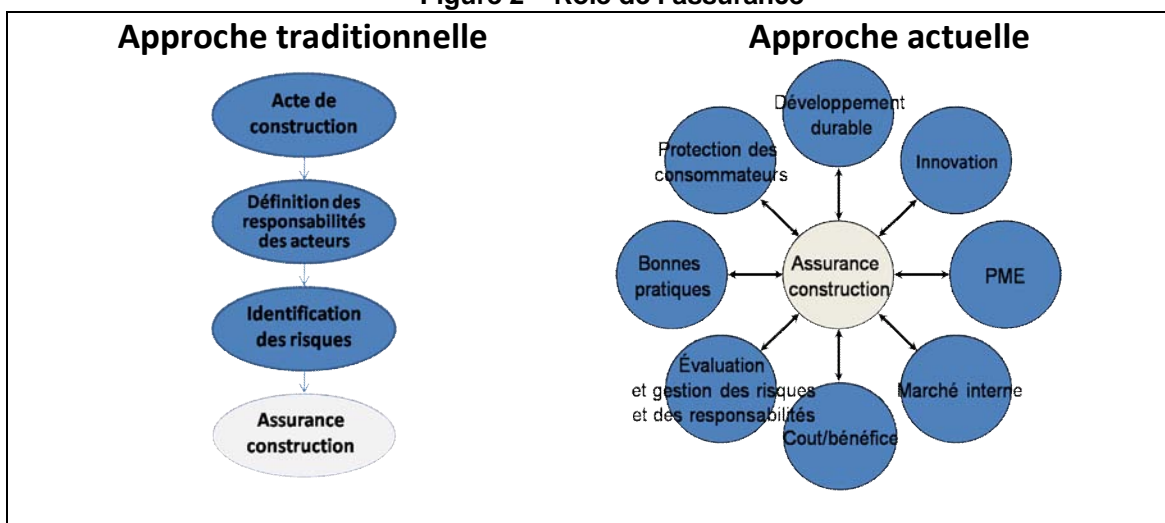 Figure 2 – Rôle de l'assurance
Approche traditionnelle
Acte de
construction
Définition des
responsabilités
des acteurs
Identification
des risques
Assurance
construction
Approche actuelle
Développement
durable
Protection des
consommateurs
Innovation
Bonnes
pratiques
Assurance
construction
PME
Évaluation
et gestion des risques
et des responsabilités
Marché interne
Cout/bénéfice